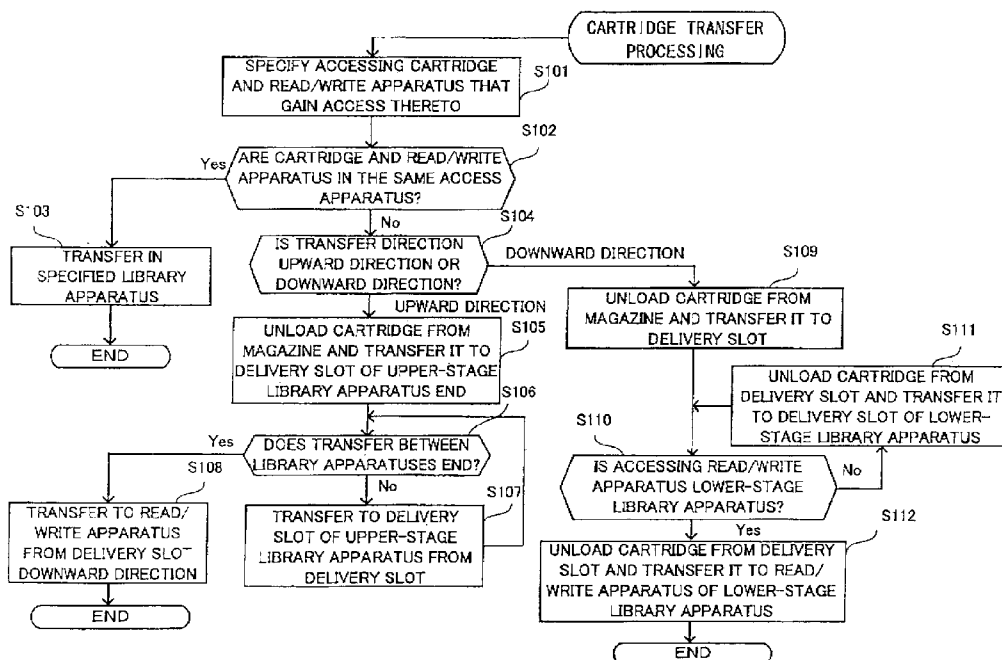 CARTRIDGE TRANSFER
PROCESSING
S101
SPECIFY ACCESSING CARTRIDGE
AND READ/WRITE APPARATUS THAT
GAIN ACCESS THERETO
S102
ARE CARTRIDGE AND READ/WRITE
APPARATUS IN THE SAME ACCESS
APPARATUS?
Yes
No
S103
TRANSFER IN
SPECIFIED LIBRARY
APPARATUS
END
S104
IS TRANSFER DIRECTION
UPWARD DIRECTION OR
DOWNWARD DIRECTION?
DOWNWARD DIRECTION
UPWARD DIRECTION
S105
UNLOAD CARTRIDGE FROM
MAGAZINE AND TRANSFER IT TO
DELIVERY SLOT OF UPPER-STAGE
LIBRARY APPARATUS END
S106
DOES TRANSFER BETWEEN
LIBRARY APPARATUSES END?
Yes
No
S107
TRANSFER TO DELIVERY
SLOT OF UPPER-STAGE
LIBRARY APPARATUS FROM
DELIVERY SLOT
S108
TRANSFER TO READ/
WRITE APPARATUS
FROM DELIVERY SLOT
DOWNWARD DIRECTION
END
S109
UNLOAD CARTRIDGE FROM
MAGAZINE AND TRANSFER IT TO
DELIVERY SLOT
S111
UNLOAD CARTRIDGE FROM
DELIVERY SLOT AND TRANSFER IT
TO DELIVERY SLOT OF LOWER-
STAGE LIBRARY APPARATUS
S110
IS ACCESSING READ/WRITE
APPARATUS LOWER-STAGE
LIBRARY APPARATUS?
No
Yes
S112
UNLOAD CARTRIDGE FROM DELIVERY
SLOT AND TRANSFER IT TO READ/
WRITE APPARATUS OF LOWER-STAGE
LIBRARY APPARATUS
END